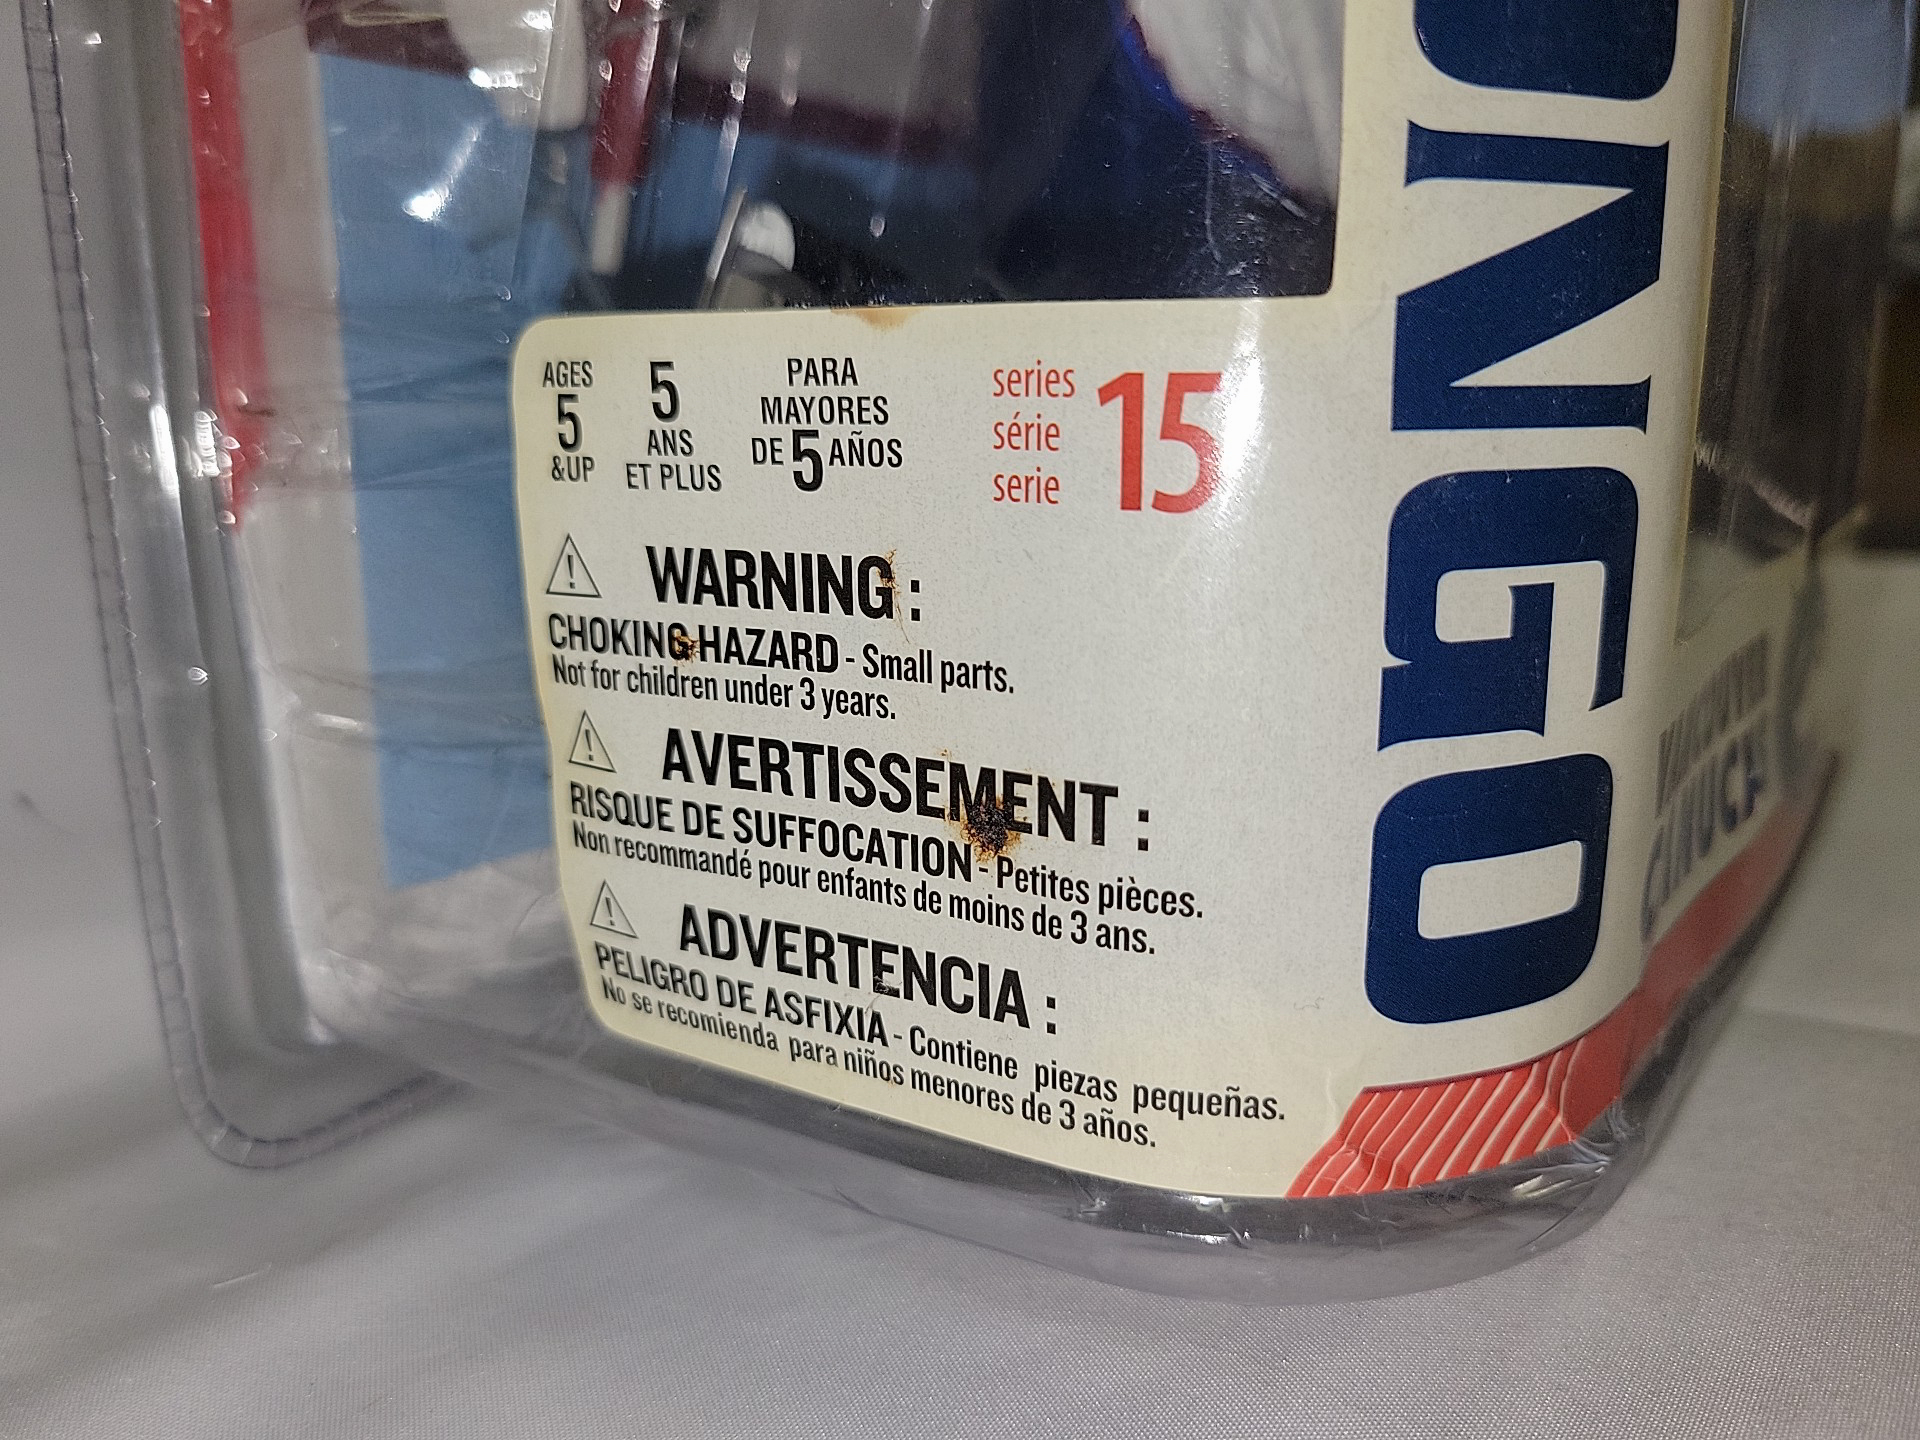 AGES
5
&UP
5
ANS
ET PLUS
PARA
MAYORES
DE 5 AÑOS
series
série
serie
15
WARNING :
CHOKING HAZARD - Small parts.
Not for children under 3 years.
AVERTISSEMENT :
RISQUE DE SUFFOCATION - Petites pièces.
Non recommandé pour enfants de moins de 3 ans.
ADVERTENCIA :
PELIGRO DE ASFIXIA - Contiene piezas pequeñas.
No se recomienda para niños menores de 3 años.
ONGO